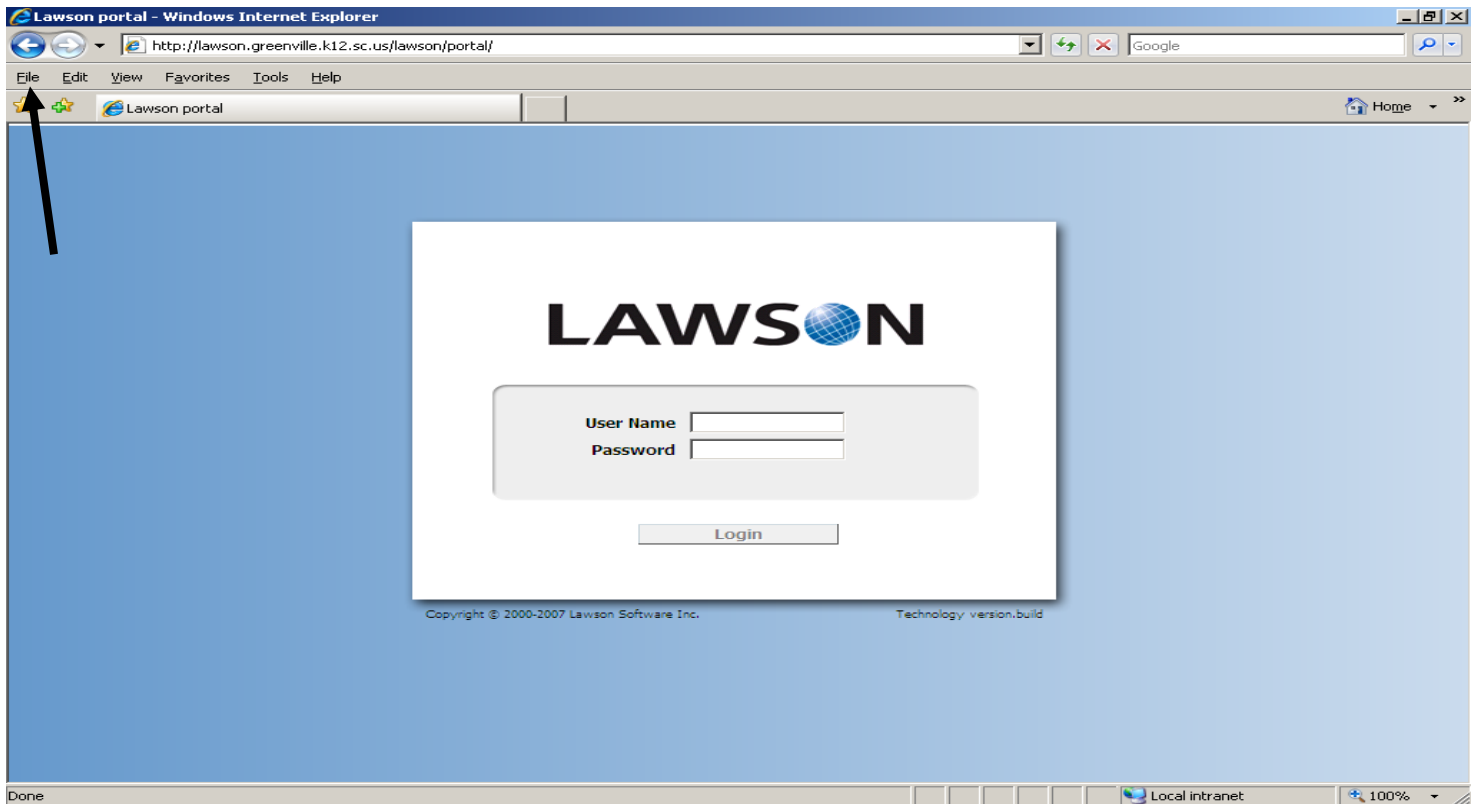 Lawson portal - Windows Internet Explorer
http://lawson.greenville.k12.sc.us/lawson/portal/
Google
File Edit View Favorites Tools Help
Lawson portal
Home
LAWSON
User Name
Password
Login
Copyright © 2000-2007 Lawson Software Inc. Technology version.build
Done Local intranet 100%